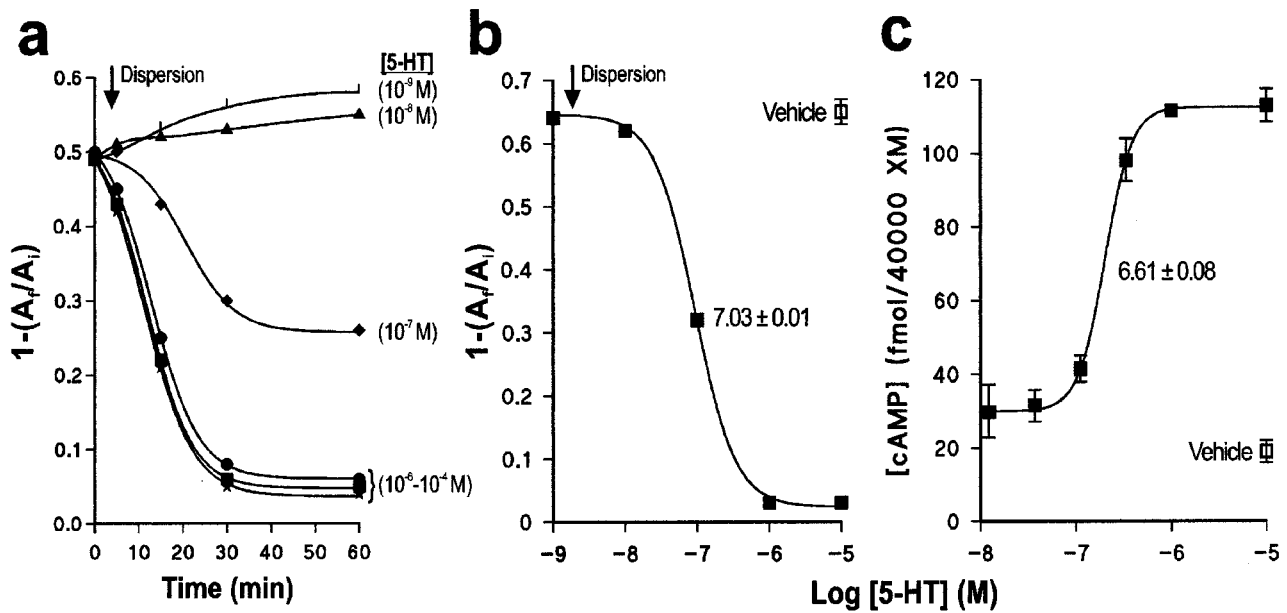 a
Dispersion
[5-HT]
(10⁻⁹ M)
(10⁻⁸ M)
(10⁻⁷ M)
(10⁻⁶-10⁻⁴ M)
0.6
0.5
0.4
0.3
0.2
0.1
0.0
1-(Af/Ai)
0 10 20 30 40 50 60
Time (min)
b
Dispersion
Vehicle
7.03 ± 0.01
0.7
0.6
0.5
0.4
0.3
0.2
0.1
0
1-(Af/Ai)
−9 −8 −7 −6 −5
c
120
100
80
60
40
20
0
[cAMP] (fmol/40000 XM)
6.61 ± 0.08
Vehicle
−8 −7 −6 −5
Log [5-HT] (M)